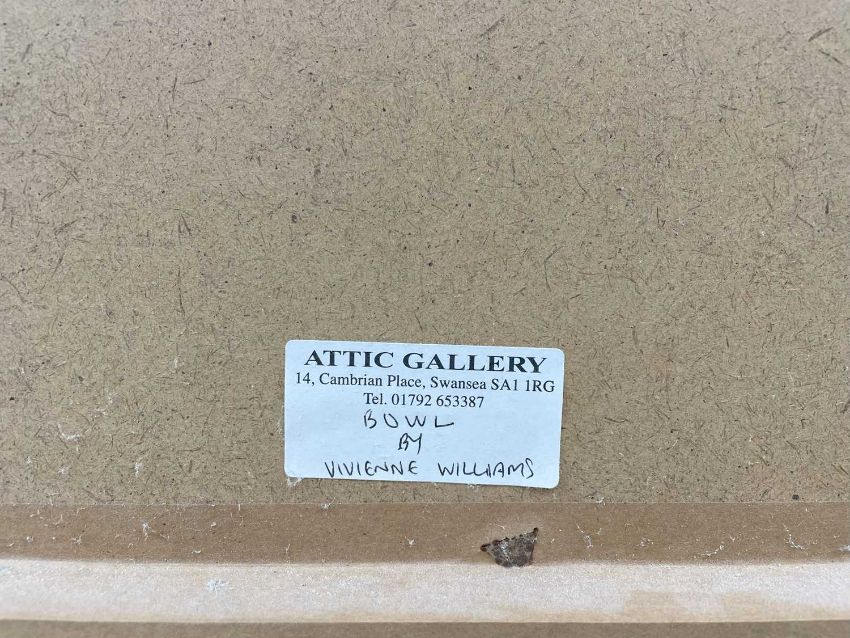 ATTIC GALLERY
14, Cambrian Place, Swansea SA1 1RG
Tel. 01792 653387
BOWL
BY
VIVIENNE WILLIAMS